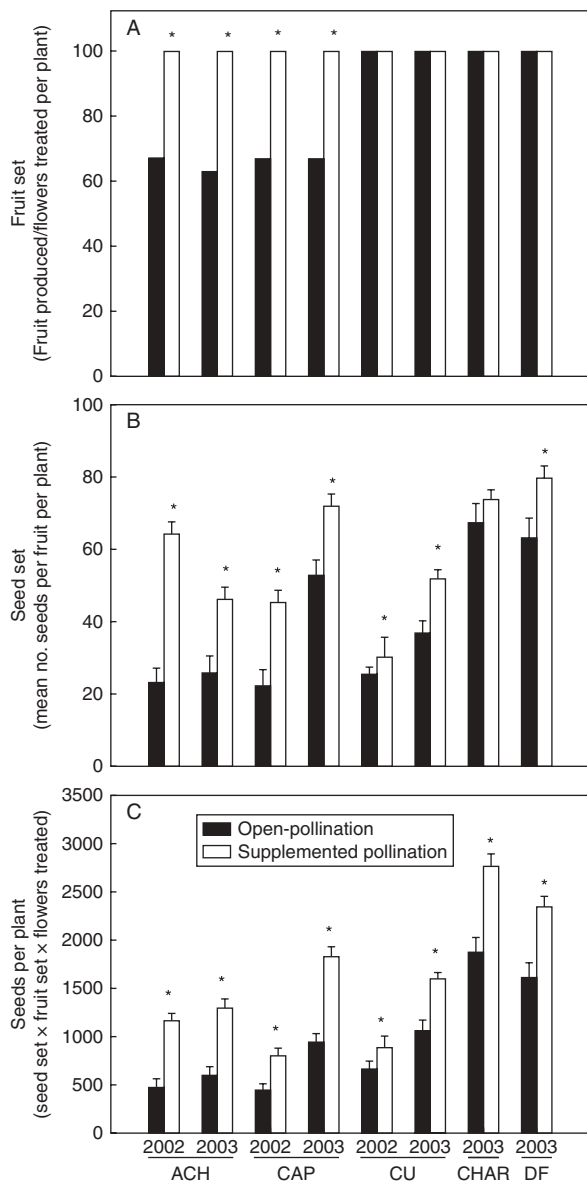 A
* * * *
100
80
60
40
20
0
Fruit set
(Fruit produced/flowers treated per plant)
B
* * * * * * *
100
80
60
40
20
0
Seed set
(mean no. seeds per fruit per plant)
C
Open-pollination
Supplemented pollination
* * * * * * * *
3500
3000
2500
2000
1500
1000
500
0
Seeds per plant
(seed set × fruit set × flowers treated)
2002 2003 2002 2003 2002 2003 2003 2003
ACH CAP CU CHAR DF